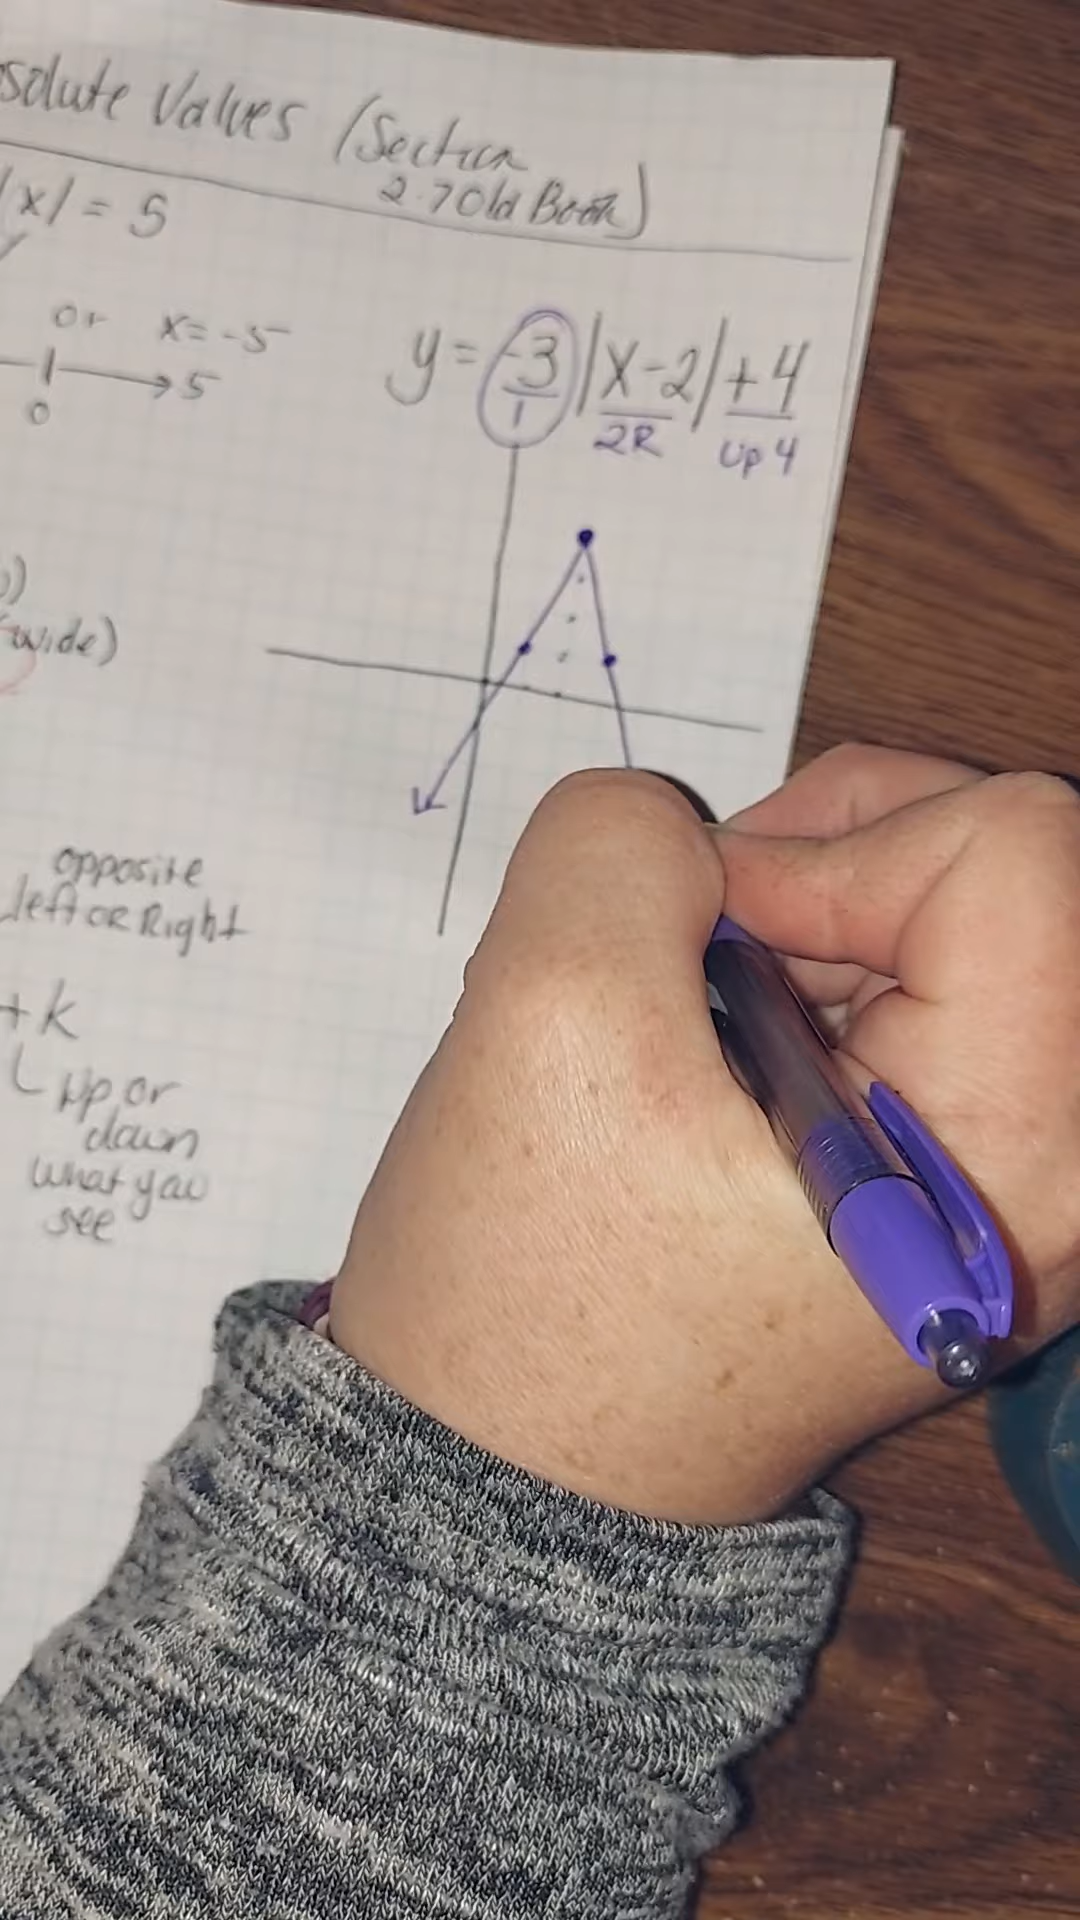 solute Values (Section
2.7 Old Book)
|x| = 5
or x = -5
5
0
y = -3|x-2|+4
1 2R Up 4
wide)
opposite
left OR Right
+k
Up or
down
what you
see